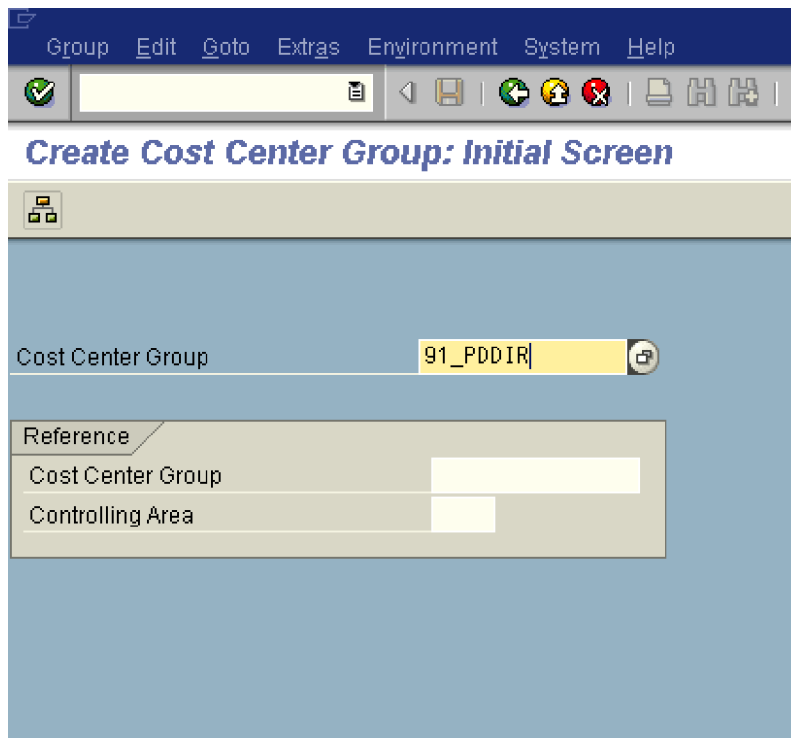 Group Edit Goto Extras Environment System Help
Create Cost Center Group: Initial Screen
Cost Center Group 91_PDDIR
Reference
Cost Center Group
Controlling Area